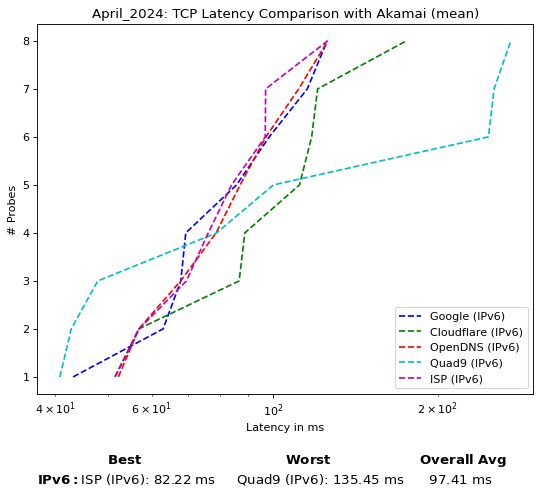 April_2024: TCP Latency Comparison with Akamai (mean)
8
7
6
5
4
3
2
1
# Probes
Google (IPv6)
Cloudflare (IPv6)
OpenDNS (IPv6)
Quad9 (IPv6)
ISP (IPv6)
4 × 10¹ 6 × 10¹ 10² 2 × 10²
Latency in ms
Best Worst Overall Avg
IPv6: ISP (IPv6): 82.22 ms Quad9 (IPv6): 135.45 ms 97.41 ms